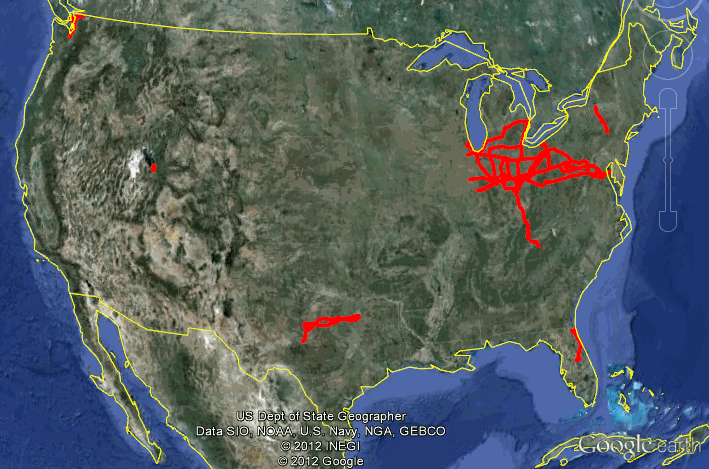 US Dept of State Geographer
Data SIO, NOAA, U.S. Navy, NGA, GEBCO
© 2012 INEGI
© 2012 Google
Google earth